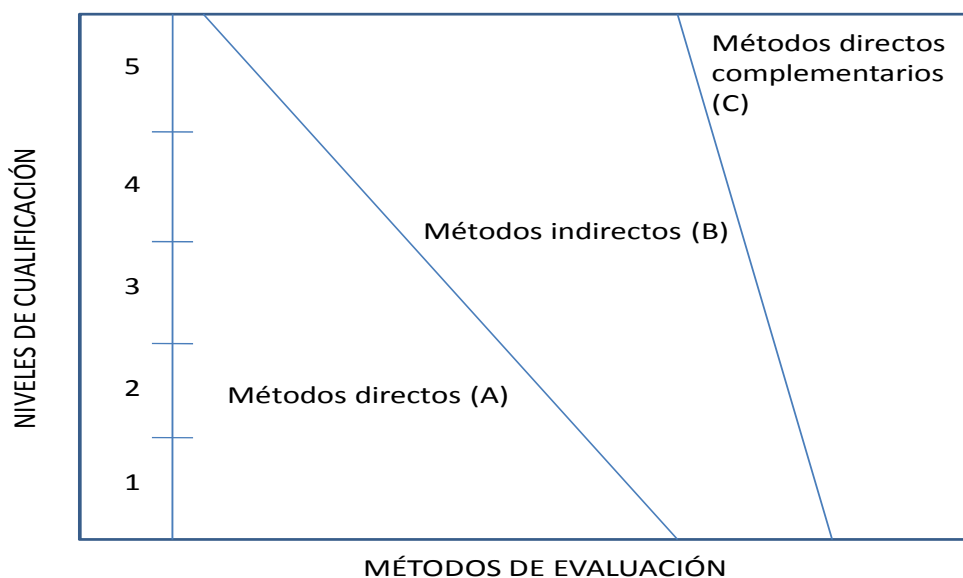 NIVELES DE CUALIFICACIÓN
5
4
3
2
1
Métodos directos
complementarios
(C)
Métodos indirectos (B)
Métodos directos (A)
MÉTODOS DE EVALUACIÓN